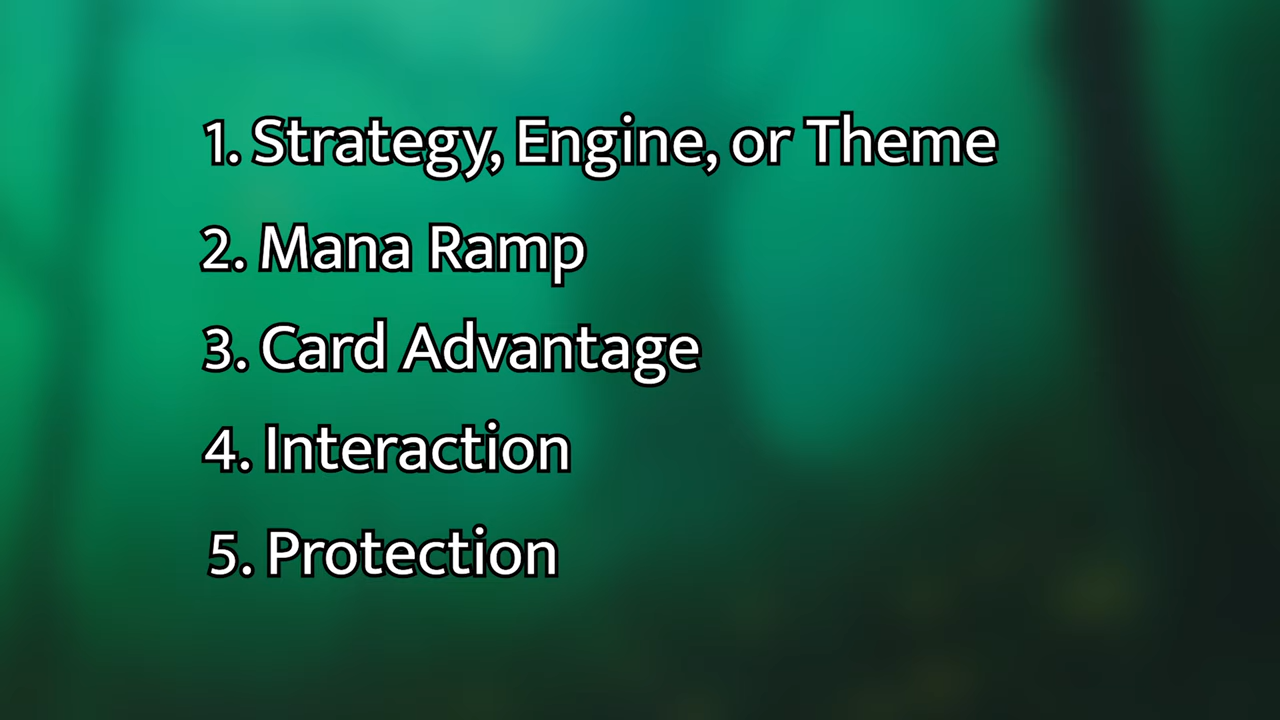 1. Strategy, Engine, or Theme
2. Mana Ramp
3. Card Advantage
4. Interaction
5. Protection